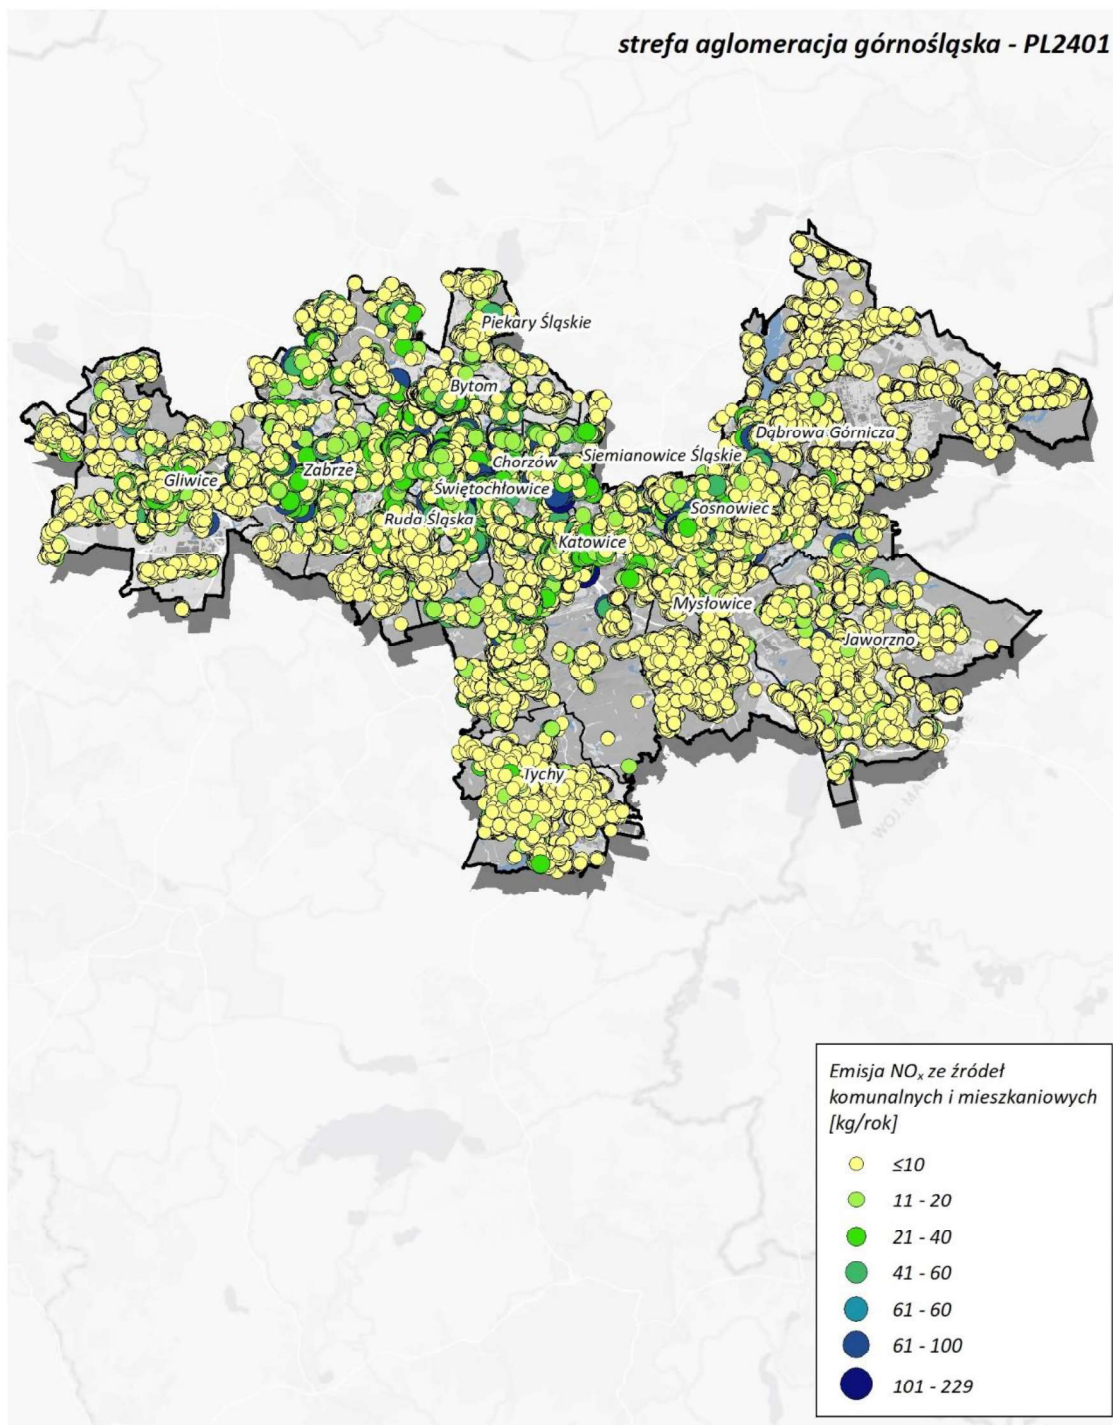 strefa aglomeracja górnośląska - PL2401
Piekary Śląskie
Bytom
Dąbrowa Górnicza
Siemianowice Śląskie
Chorzów
Zabrze
Gliwice
Świętochłowice
Sosnowiec
Ruda Śląska
Katowice
Mysłowice
Jaworzno
Tychy
Emisja NOₓ ze źródeł
komunalnych i mieszkaniowych
[kg/rok]
≤10
11 - 20
21 - 40
41 - 60
61 - 60
61 - 100
101 - 229